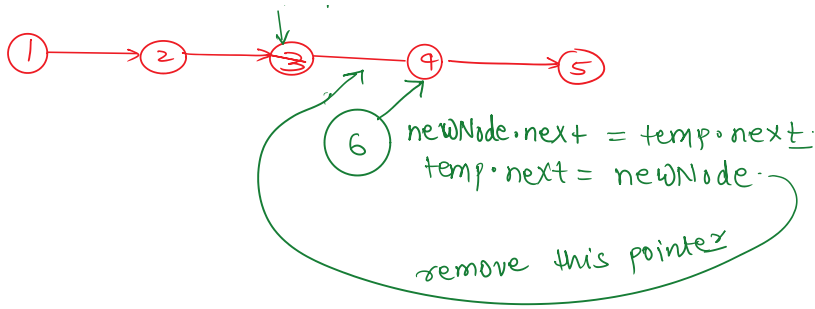 1 2 3 4 5
6
newNode.next = temp.next.
temp.next = newNode.
remove this pointer